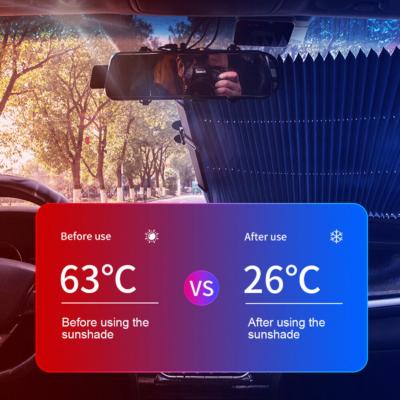 Before use
After use
63°C
VS
26°C
Before using the
sunshade
After using the
sunshade